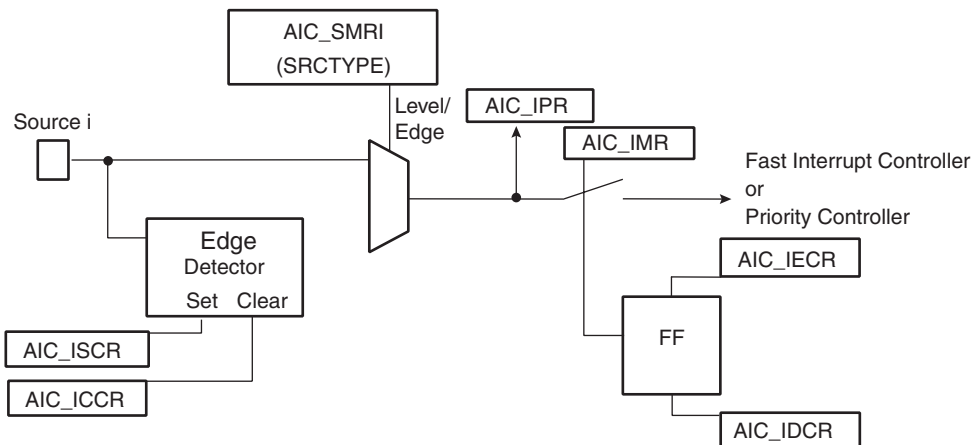 AIC_SMRI
(SRCTYPE)
Source i
Level/
Edge
AIC_IPR
AIC_IMR
Fast Interrupt Controller
or
Priority Controller
Edge
Detector
Set Clear
AIC_IECR
FF
AIC_ISCR
AIC_ICCR
AIC_IDCR